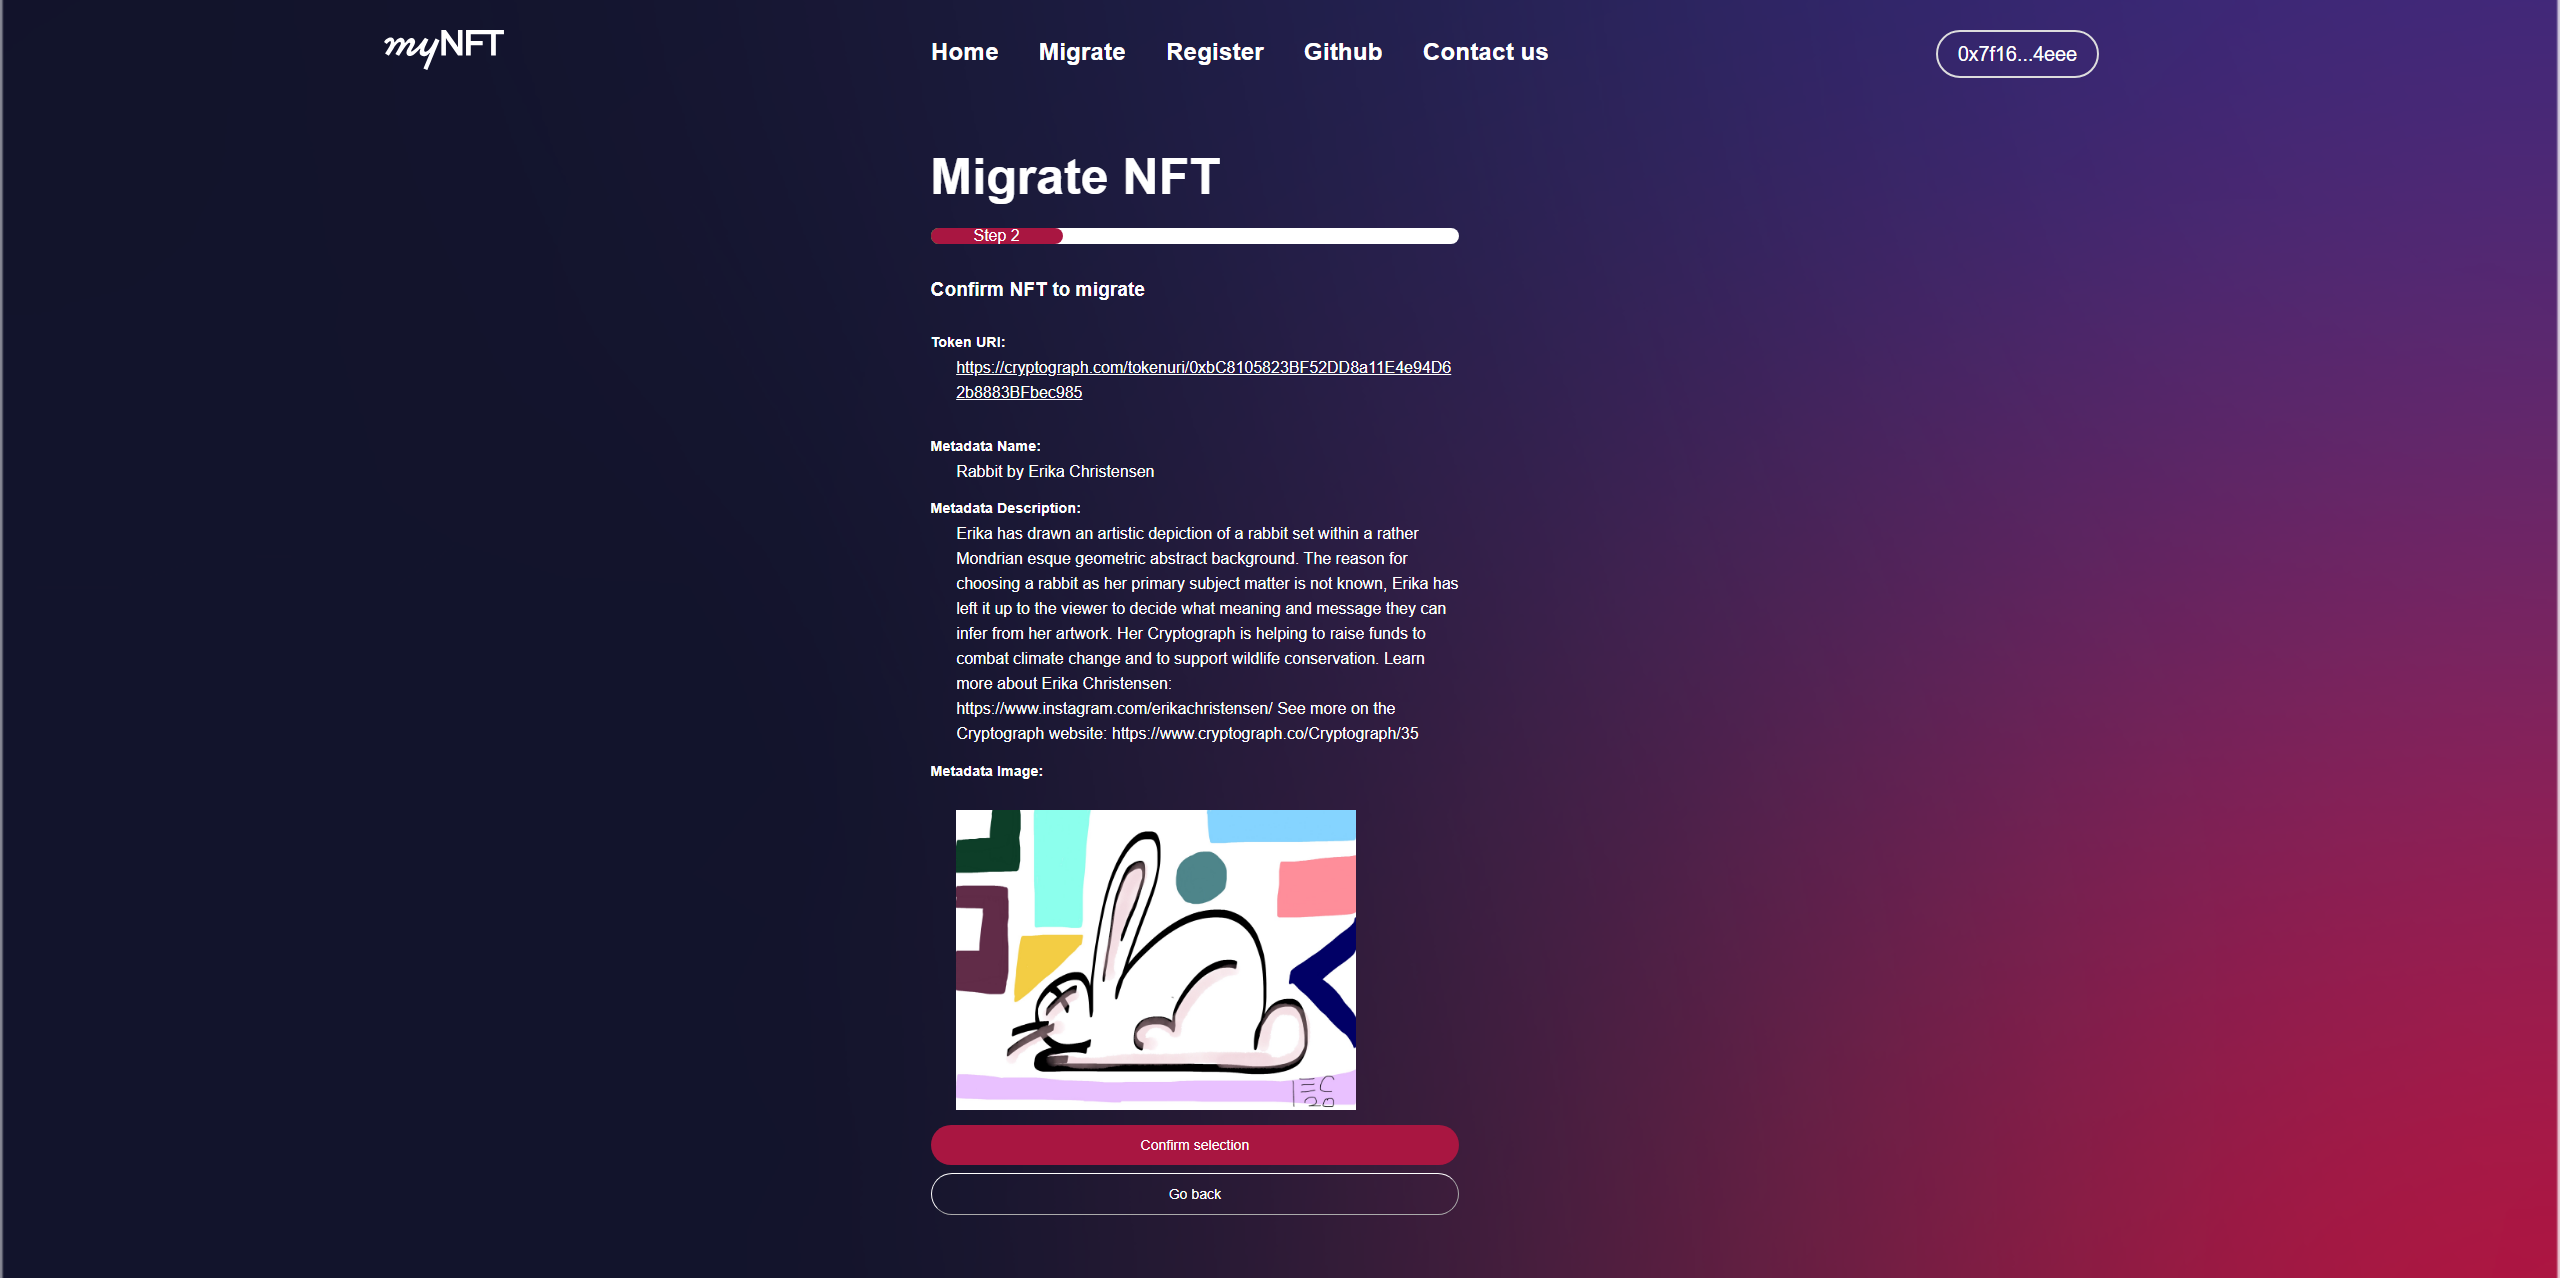 myNFT
Home Migrate Register Github Contact us
0x7f16...4eee
Migrate NFT
Step 2
Confirm NFT to migrate
Token URI:
https://cryptograph.com/tokenuri/0xbC8105823BF52DD8a11E4e94D6
2b8883BFbec985
Metadata Name:
Rabbit by Erika Christensen
Metadata Description:
Erika has drawn an artistic depiction of a rabbit set within a rather
Mondrian esque geometric abstract background. The reason for
choosing a rabbit as her primary subject matter is not known, Erika has
left it up to the viewer to decide what meaning and message they can
infer from her artwork. Her Cryptograph is helping to raise funds to
combat climate change and to support wildlife conservation. Learn
more about Erika Christensen:
https://www.instagram.com/erikachristensen/ See more on the
Cryptograph website: https://www.cryptograph.co/Cryptograph/35
Metadata Image:
EC
20
Confirm selection
Go back